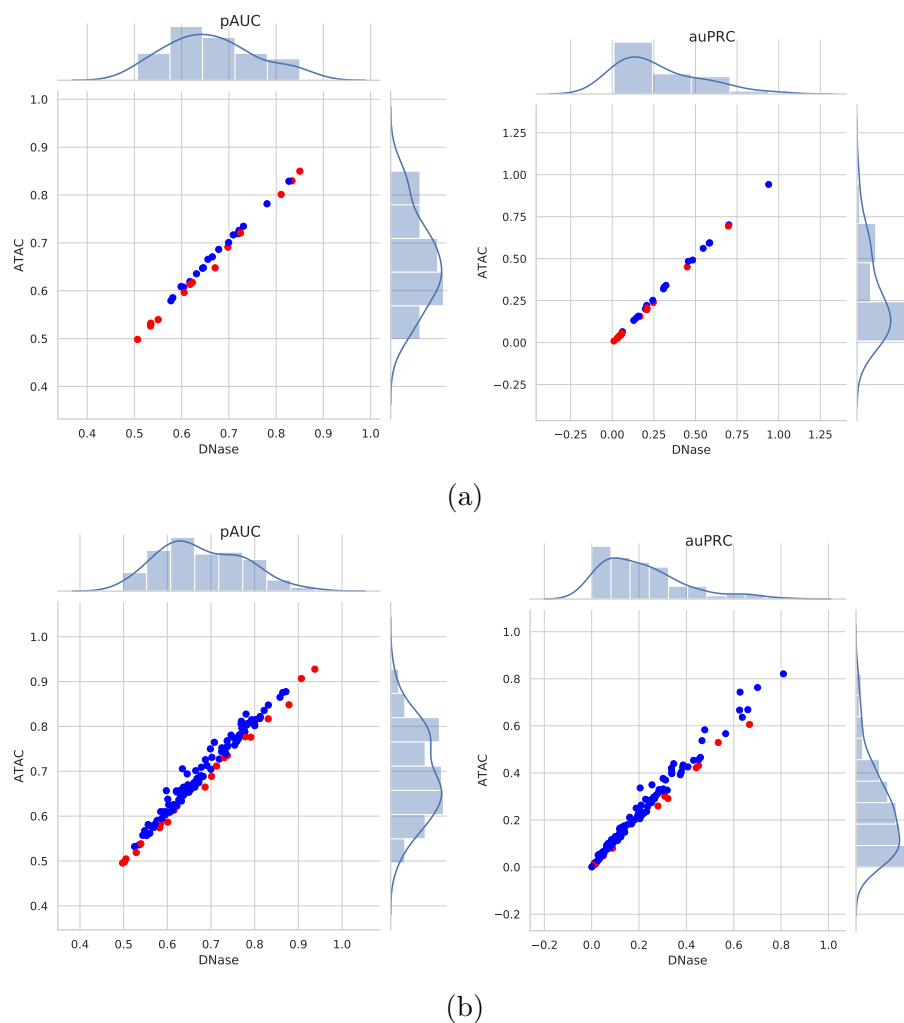 pAUC
1.0
0.9
0.8
0.7
0.6
0.5
0.4
ATAC
0.4 0.5 0.6 0.7 0.8 0.9 1.0
DNase
auPRC
1.25
1.00
0.75
0.50
0.25
0.00
−0.25
ATAC
−0.25 0.00 0.25 0.50 0.75 1.00 1.25
DNase
(a)
pAUC
1.0
0.9
0.8
0.7
0.6
0.5
0.4
ATAC
0.4 0.5 0.6 0.7 0.8 0.9 1.0
DNase
auPRC
1.0
0.8
0.6
0.4
0.2
0.0
−0.2
ATAC
−0.2 0.0 0.2 0.4 0.6 0.8 1.0
DNase
(b)